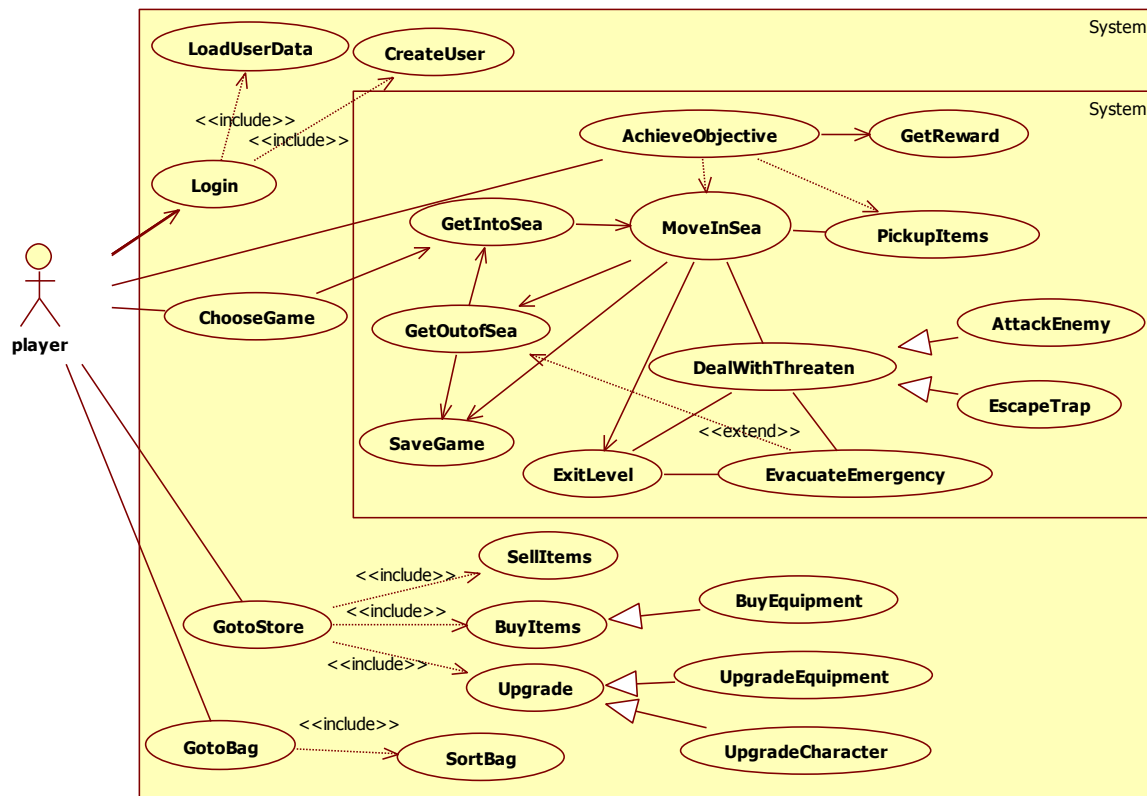 System
LoadUserData
CreateUser
<<include>>
<<include>>
Login
System
AchieveObjective
GetReward
GetIntoSea
MoveInSea
PickupItems
ChooseGame
GetOutofSea
AttackEnemy
DealWithThreaten
EscapeTrap
<<extend>>
SaveGame
ExitLevel
EvacuateEmergency
player
SellItems
<<include>>
<<include>>
<<include>>
GotoStore
BuyItems
BuyEquipment
Upgrade
UpgradeEquipment
UpgradeCharacter
<<include>>
GotoBag
SortBag